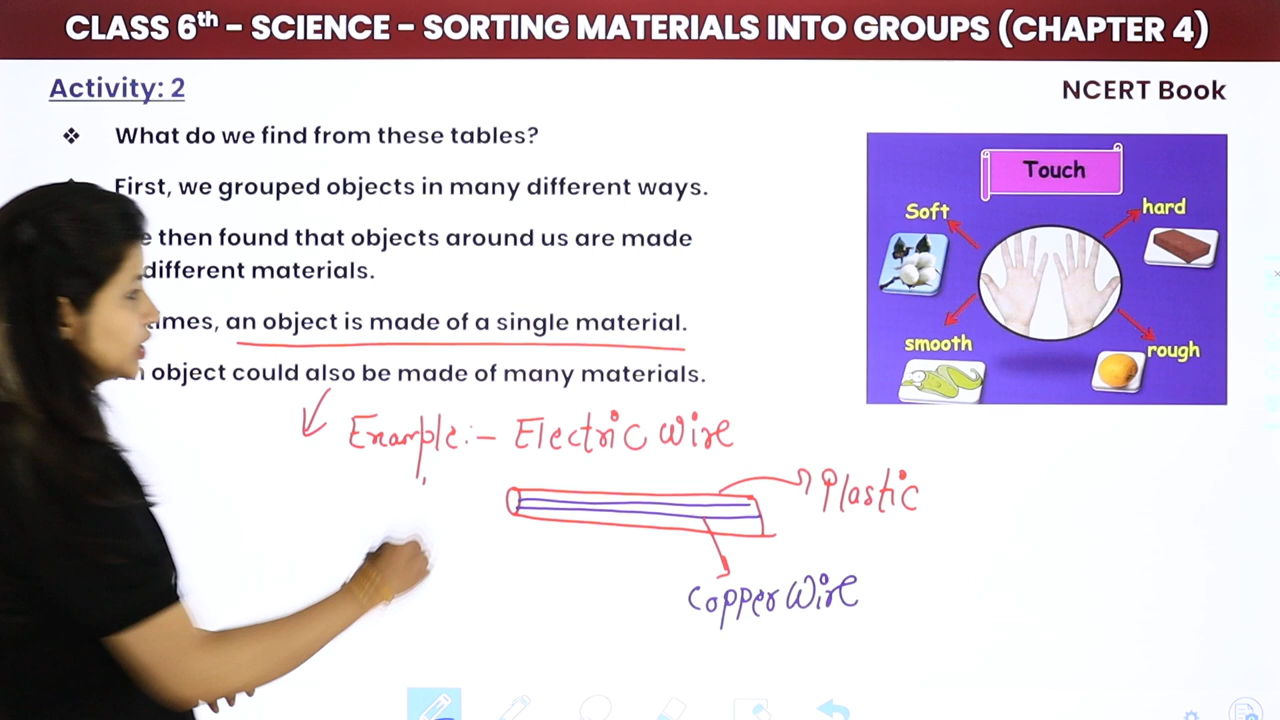 CLASS 6th – SCIENCE – SORTING MATERIALS INTO GROUPS (CHAPTER 4)
Activity: 2
NCERT Book
❖ What do we find from these tables?
First, we grouped objects in many different ways.
then found that objects around us are made
different materials.
an object is made of a single material.
object could also be made of many materials.
Touch
Soft
hard
smooth
rough
Example:- Electric Wire
Plastic
Copper Wire